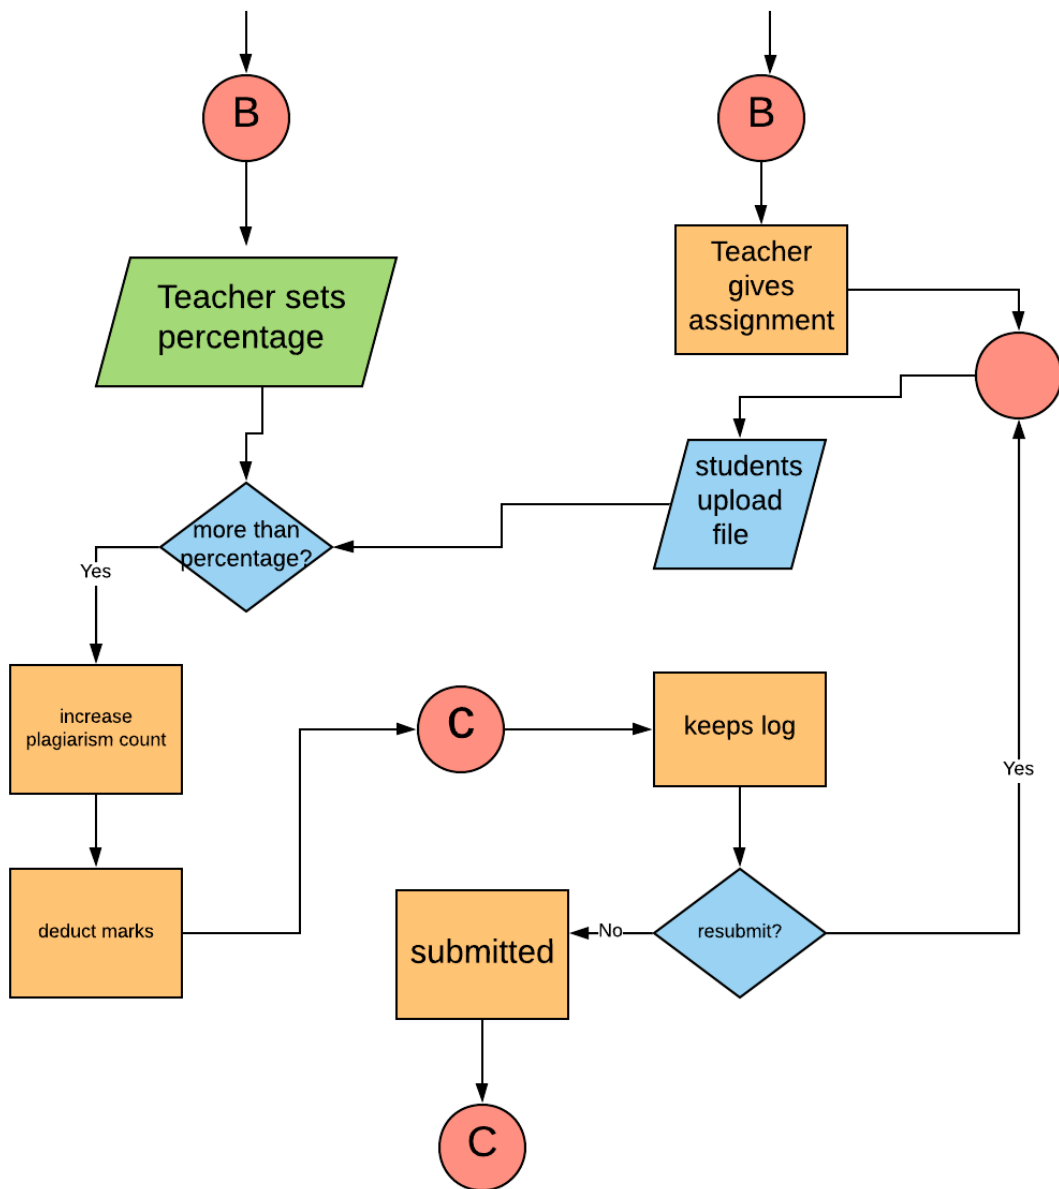 B
B
Teacher
gives
assignment
Teacher sets
percentage
students
upload
file
more than
percentage?
Yes
increase
plagiarism count
C
keeps log
Yes
deduct marks
submitted
No
resubmit?
C